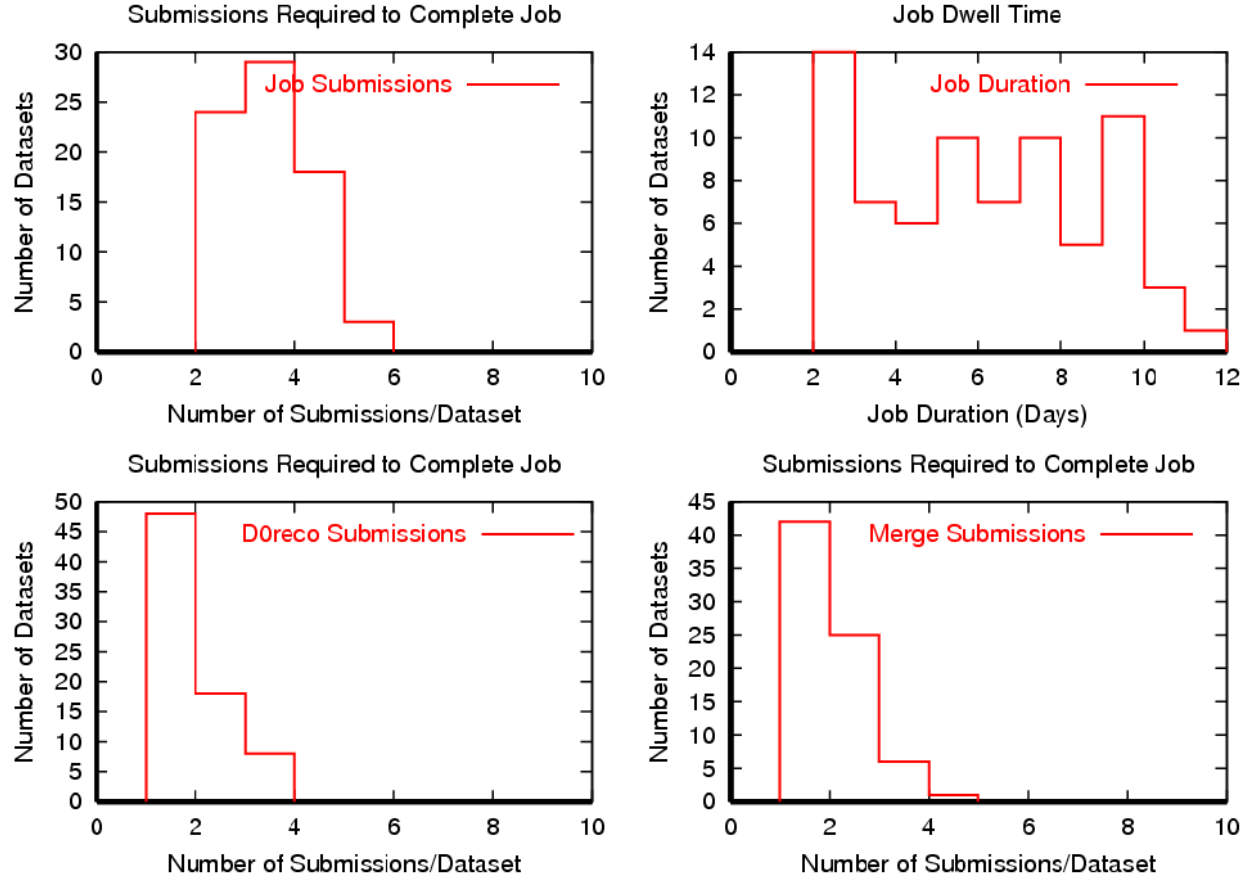 Submissions Required to Complete Job
30
25
20
15
10
5
0
Number of Datasets
Job Submissions
0 2 4 6 8 10
Number of Submissions/Dataset
Job Dwell Time
14
12
10
8
6
4
2
0
Number of Datasets
Job Duration
0 2 4 6 8 10 12
Job Duration (Days)
Submissions Required to Complete Job
50
45
40
35
30
25
20
15
10
5
0
Number of Datasets
D0reco Submissions
0 2 4 6 8 10
Number of Submissions/Dataset
Submissions Required to Complete Job
45
40
35
30
25
20
15
10
5
0
Number of Datasets
Merge Submissions
0 2 4 6 8 10
Number of Submissions/Dataset